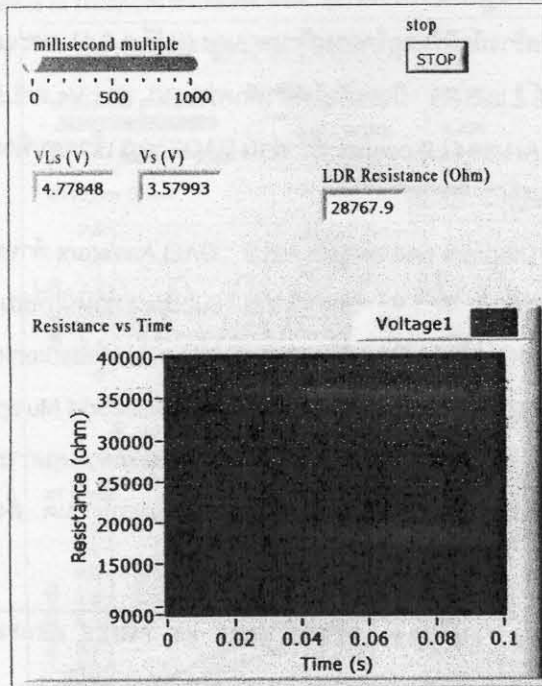 stop
STOP
millisecond multiple
0 500 1000
VLs (V) Vs (V)
4.77848 3.57993
LDR Resistance (Ohm)
28767.9
Resistance vs Time
Voltage1
40000
35000
30000
25000
20000
15000
9000
Resistance (ohm)
0 0.02 0.04 0.06 0.08 0.1
Time (s)